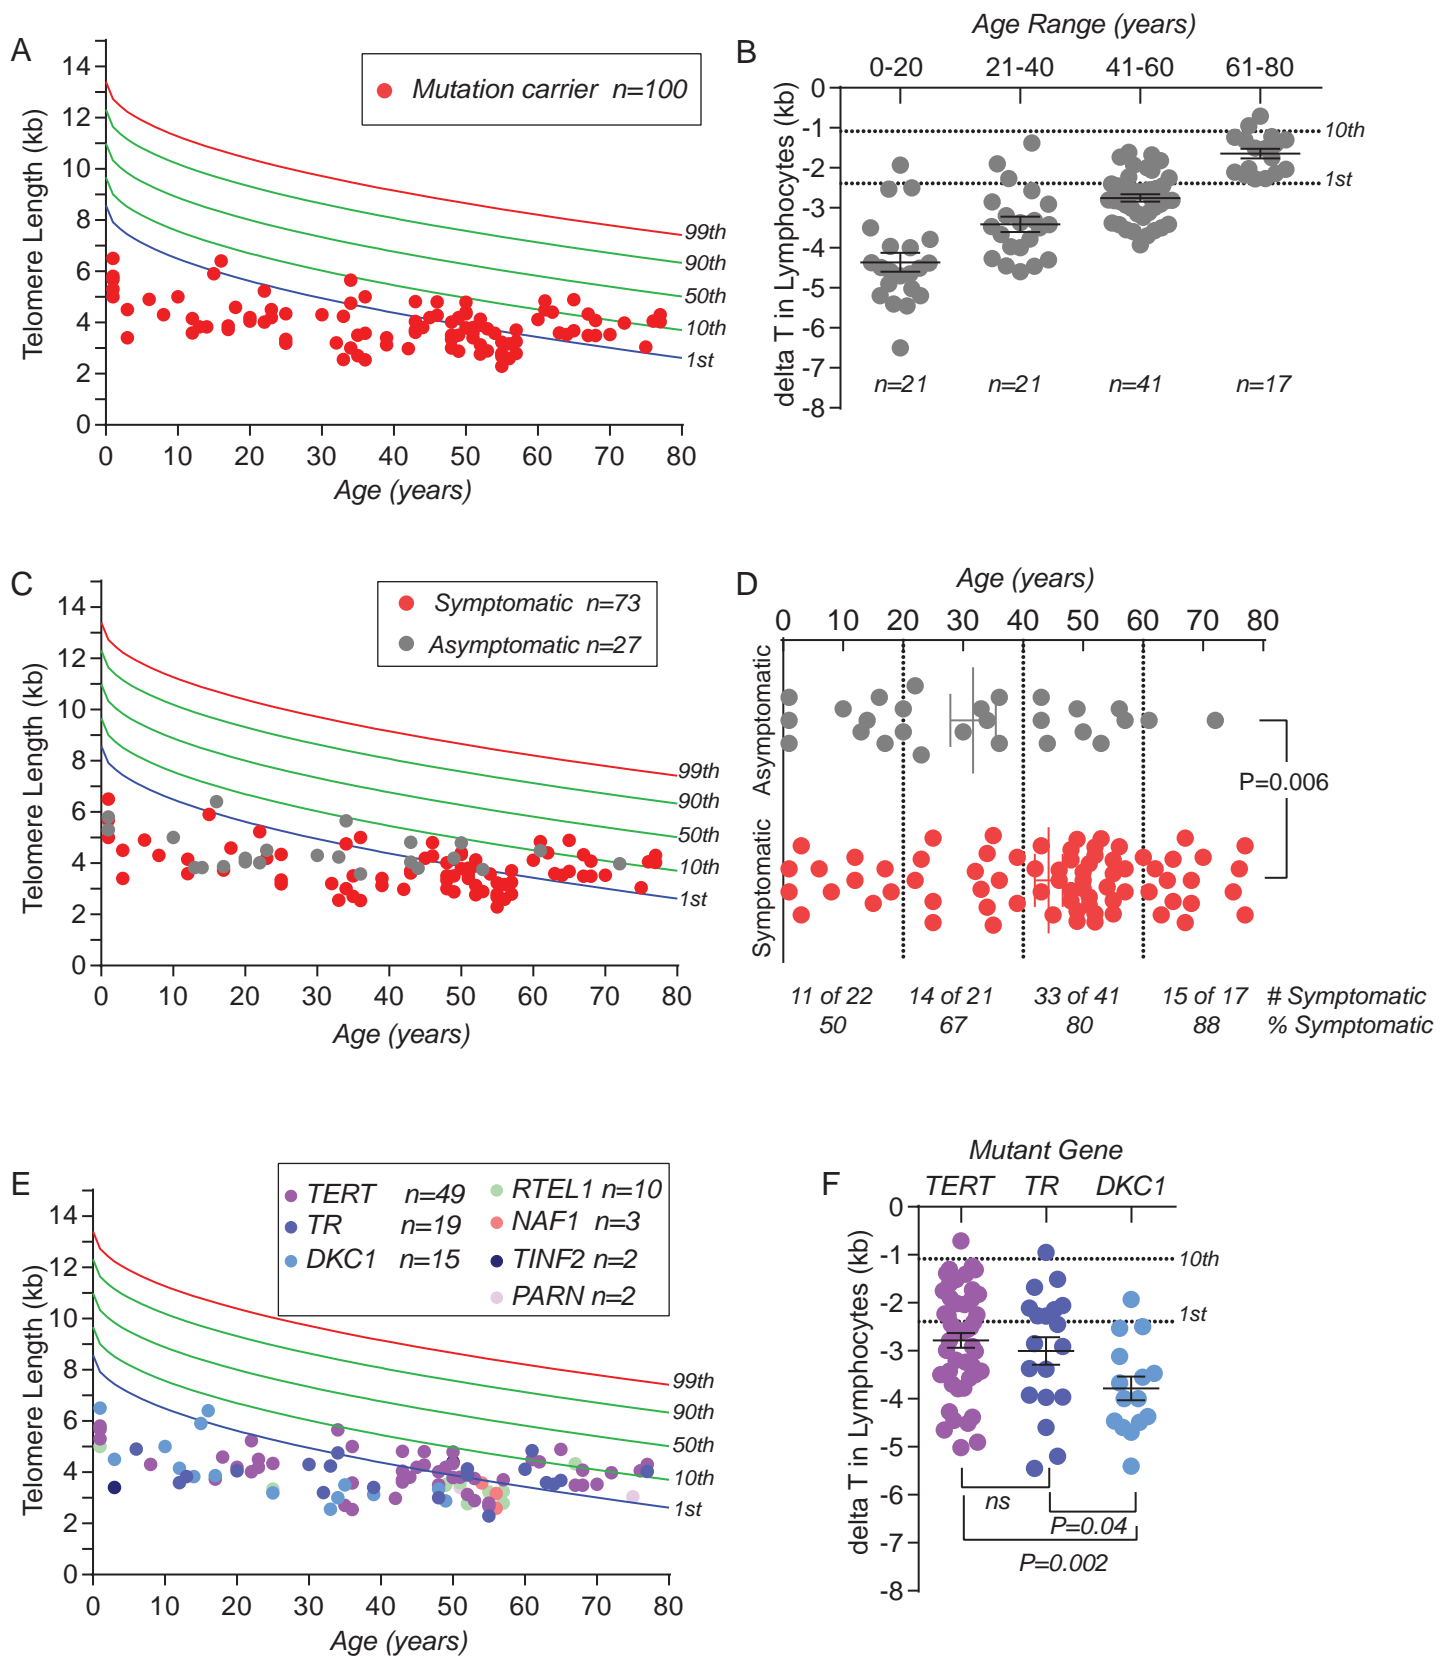 A
Mutation carrier n=100
Telomere Length (kb)
14
12
10
8
6
4
2
0
0 10 20 30 40 50 60 70 80
Age (years)
99th
90th
50th
10th
1st
B
Age Range (years)
0-20 21-40 41-60 61-80
delta T in Lymphocytes (kb)
0
-1
-2
-3
-4
-5
-6
-7
-8
10th
1st
n=21 n=21 n=41 n=17
C
Symptomatic n=73
Asymptomatic n=27
Telomere Length (kb)
14
12
10
8
6
4
2
0
0 10 20 30 40 50 60 70 80
Age (years)
99th
90th
50th
10th
1st
D
Age (years)
0 10 20 30 40 50 60 70 80
Asymptomatic
Symptomatic
P=0.006
11 of 22 14 of 21 33 of 41 15 of 17 # Symptomatic
50 67 80 88 % Symptomatic
E
TERT n=49
TR n=19
DKC1 n=15
RTEL1 n=10
NAF1 n=3
TINF2 n=2
PARN n=2
Telomere Length (kb)
14
12
10
8
6
4
2
0
0 10 20 30 40 50 60 70 80
Age (years)
99th
90th
50th
10th
1st
F
Mutant Gene
TERT TR DKC1
delta T in Lymphocytes (kb)
0
-1
-2
-3
-4
-5
-6
-7
-8
10th
1st
ns
P=0.04
P=0.002